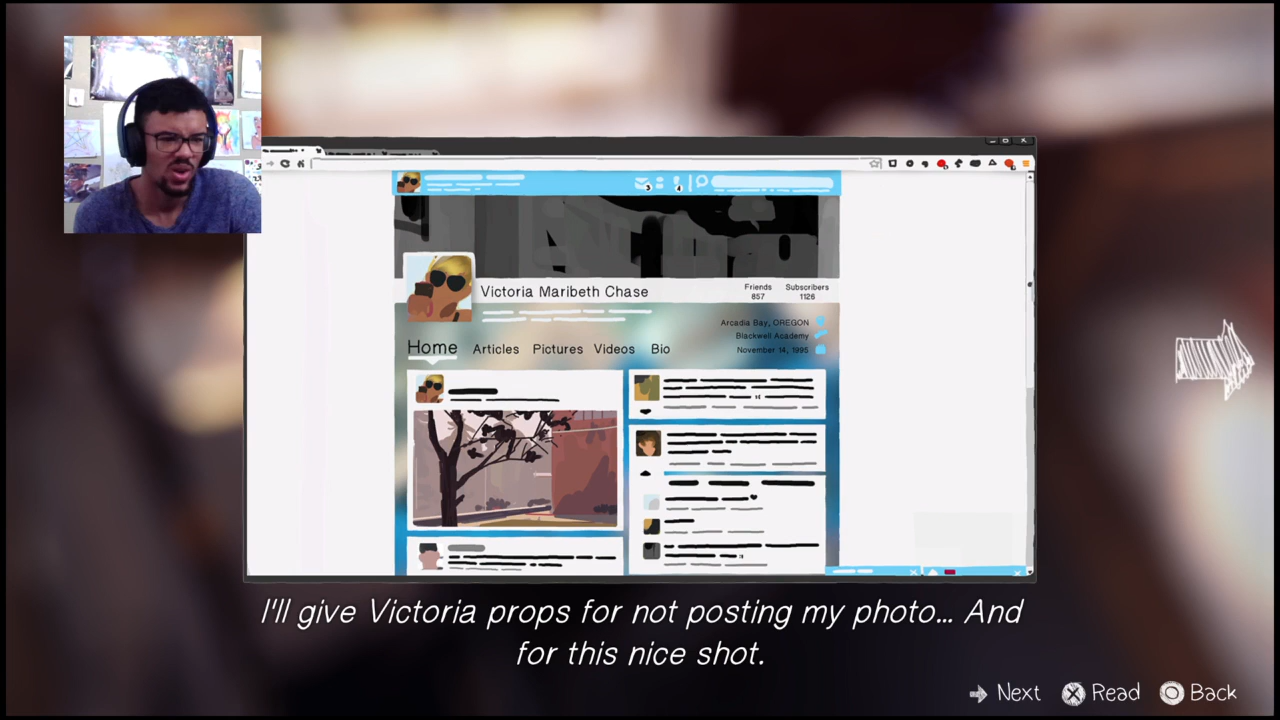 Victoria Maribeth Chase
Friends
857
Subscribers
1126
Arcadia Bay, OREGON
Blackwell Academy
November 14, 1995
Home Articles Pictures Videos Bio
I'll give Victoria props for not posting my photo... And
for this nice shot.
Next Read Back